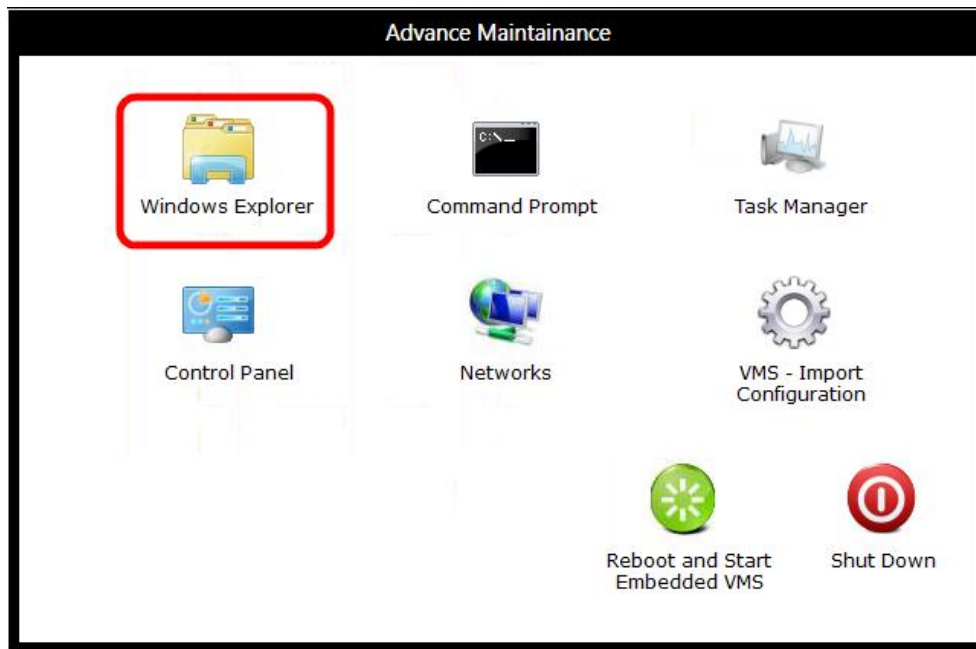 Advance Maintainance
C:\_
Windows Explorer
Command Prompt
Task Manager
Control Panel
Networks
VMS - Import
Configuration
Reboot and Start
Embedded VMS
Shut Down